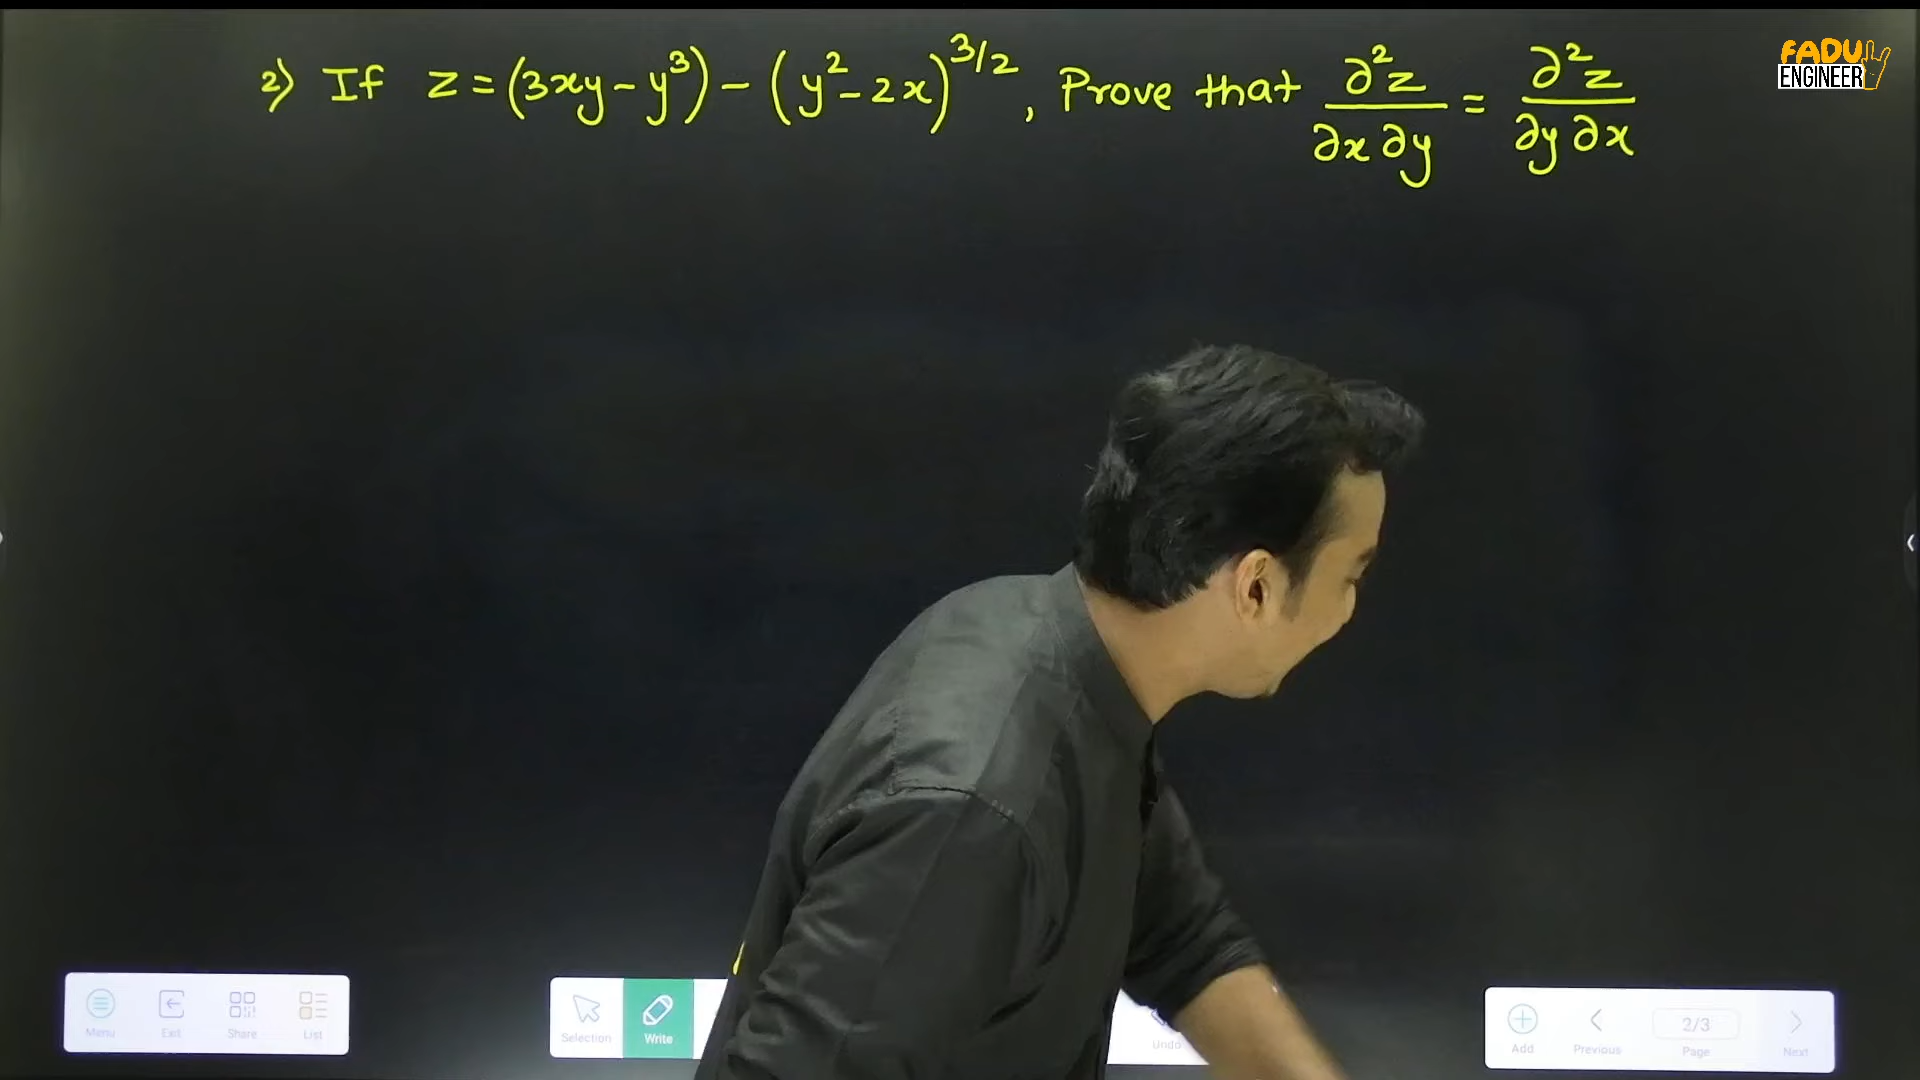 2) If z = (3xy - y³) - (y² - 2x)^3/2, Prove that ∂²z/∂x ∂y = ∂²z/∂y ∂x
FADU
ENGINEER
Menu
Exit
Share
List
Selection
Write
Undo
Add
Previous
2/3
Page
Next